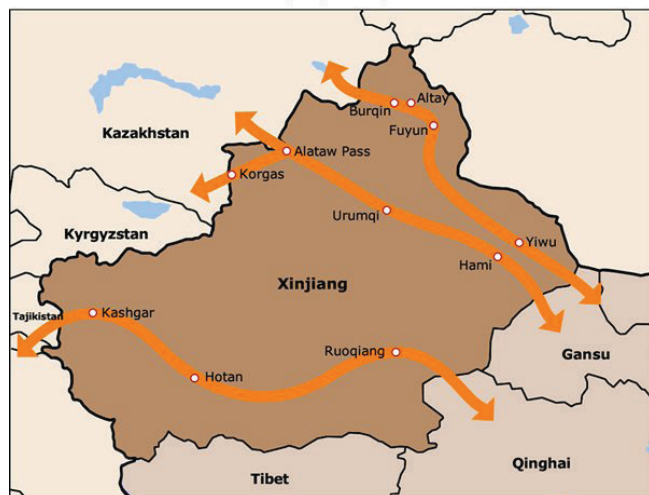 Burqin
Altay
Fuyun
Kazakhstan
Alataw Pass
Korgas
Urumqi
Kyrgyzstan
Yiwu
Hami
Xinjiang
Tajikistan
Kashgar
Ruoqiang
Gansu
Hotan
Qinghai
Tibet